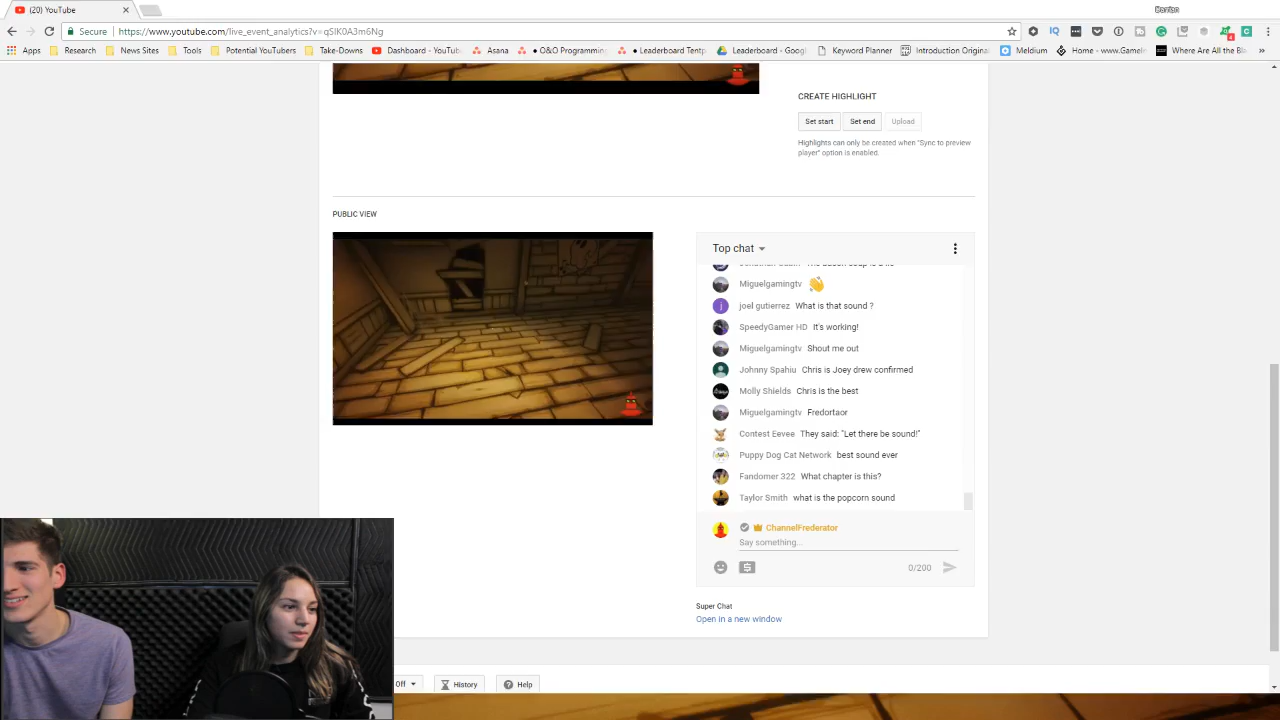 (20) YouTube
Darrian
Secure https://www.youtube.com/live_event_analytics?v=qSIK0A3m6Ng
Apps Research News Sites Tools Potential YouTubers Take-Downs Dashboard - YouTub Asana O&O Programmin Leaderboard Tentp Leaderboard - Goog Keyword Planner Introduction Original Meldium Home - www.Gameli Where Are All the Bl
CREATE HIGHLIGHT
Set start Set end Upload
Highlights can only be created when "Sync to preview
player" option is enabled.
PUBLIC VIEW
Top chat
Miguelgamingtv
joel gutierrez What is that sound ?
SpeedyGamer HD It's working!
Miguelgamingtv Shout me out
Johnny Spahiu Chris is Joey drew confirmed
Molly Shields Chris is the best
Miguelgamingtv Fredortaor
Contest Eevee They said: "Let there be sound!"
Puppy Dog Cat Network best sound ever
Fandomer 322 What chapter is this?
Taylor Smith what is the popcorn sound
ChannelFrederator
Say something...
0/200
Super Chat
Open in a new window
Off History Help